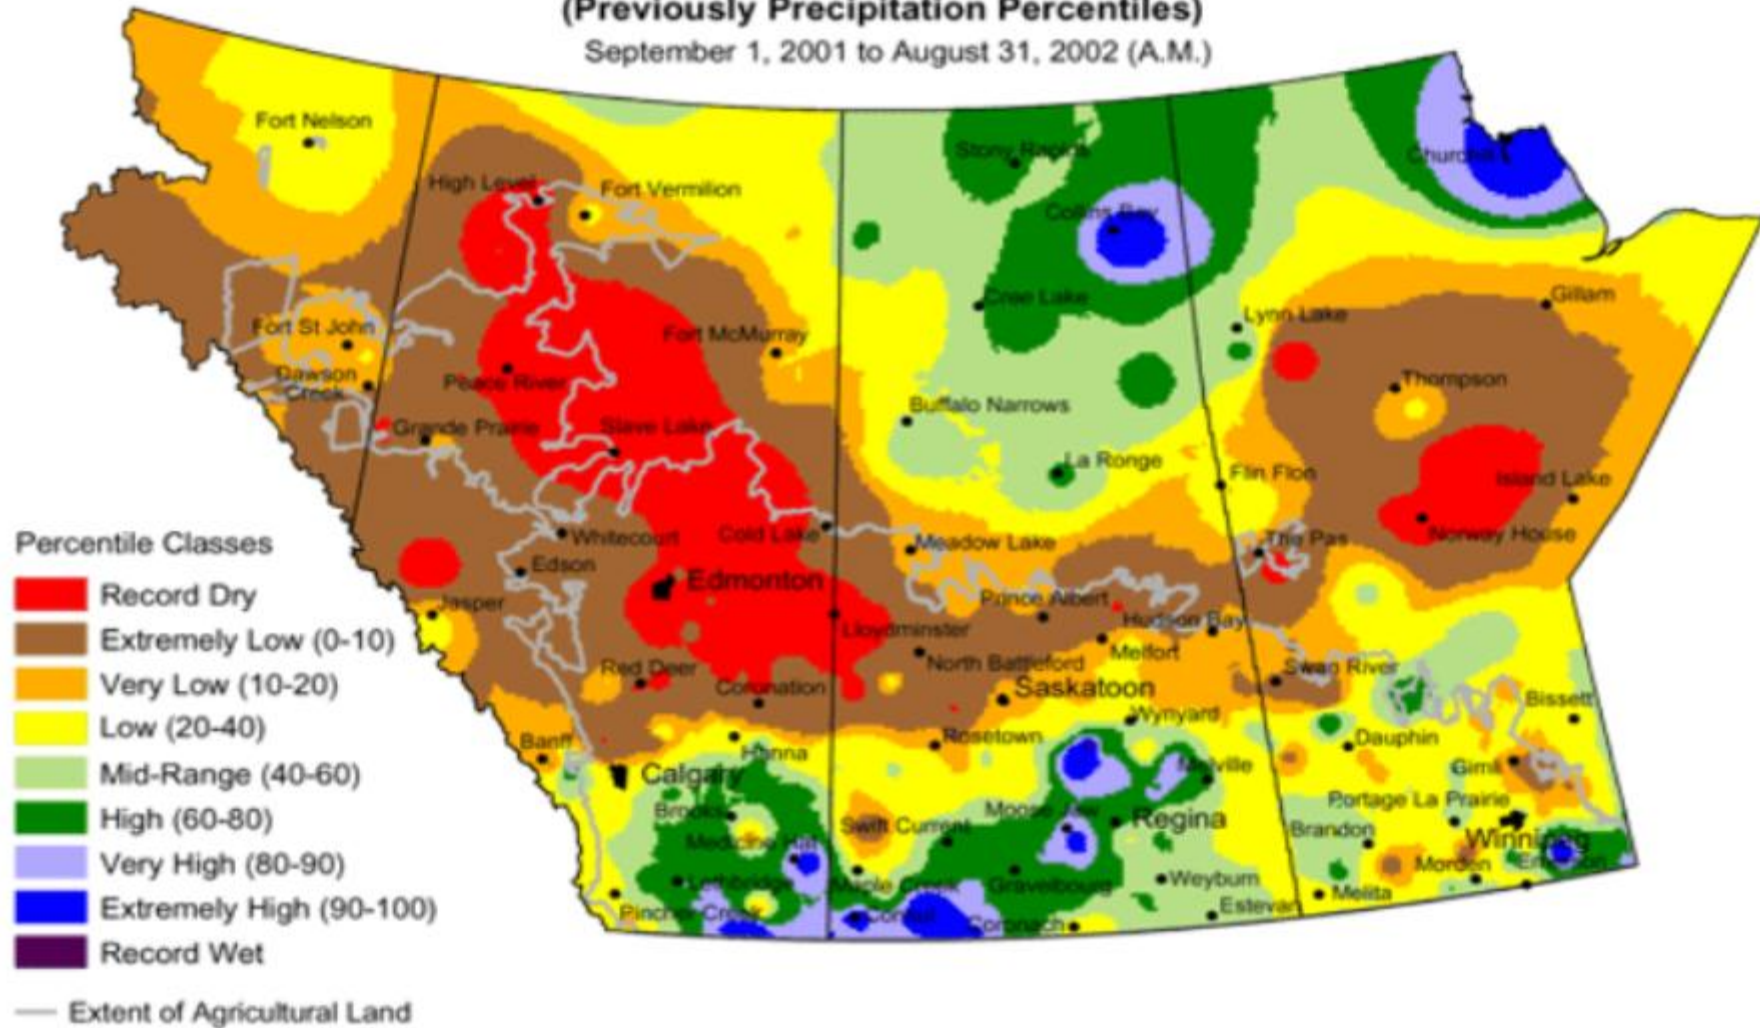 (Previously Precipitation Percentiles)
September 1, 2001 to August 31, 2002 (A.M.)
Fort Nelson
Stony Rapids
Churchill
High Level
Fort Vermilion
Collins Bay
Cree Lake
Gillam
Fort St John
Fort McMurray
Lynn Lake
Dawson
Creek
Peace River
Thompson
Buffalo Narrows
Grande Prairie
Slave Lake
La Ronge
Flin Flon
Island Lake
Whitecourt
Cold Lake
Meadow Lake
The Pas
Norway House
Edson
Edmonton
Jasper
Prince Albert
Hudson Bay
Lloydminster
Melfort
North Battleford
Red Deer
Coronation
Saskatoon
Swan River
Bissett
Wynyard
Banff
Hanna
Rosetown
Dauphin
Calgary
Melville
Gimli
Brooks
Moose Jaw
Regina
Portage La Prairie
Swift Current
Brandon
Winnipeg
Medicine Hat
Morden
Emerson
Lethbridge
Maple Creek
Gravelbourg
Weyburn
Melita
Pincher Creek
Consul
Coronach
Estevan
Percentile Classes
Record Dry
Extremely Low (0-10)
Very Low (10-20)
Low (20-40)
Mid-Range (40-60)
High (60-80)
Very High (80-90)
Extremely High (90-100)
Record Wet
Extent of Agricultural Land